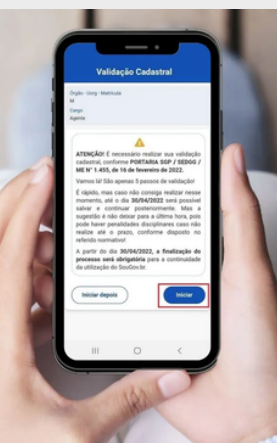 Validação Cadastral
Órgão - Uorg - Matrícula
M
Cargo
Agente
ATENÇÃO! É necessário realizar sua validação
cadastral, conforme PORTARIA SGP / SEDGG /
ME Nº 1.455, de 16 de fevereiro de 2022.
Vamos lá! São apenas 5 passos de validação!
É rápido, mas caso não consiga realizar nesse
momento, até o dia 30/04/2022 será possível
salvar e continuar posteriormente. Mas a
sugestão é não deixar para a última hora, pois
pode haver penalidades disciplinares caso não
realize até o prazo, conforme disposto no
referido normativo!
A partir do dia 30/04/2022, a finalização do
processo será obrigatória para a continuidade
da utilização do SouGov.br.
Iniciar depois
Iniciar